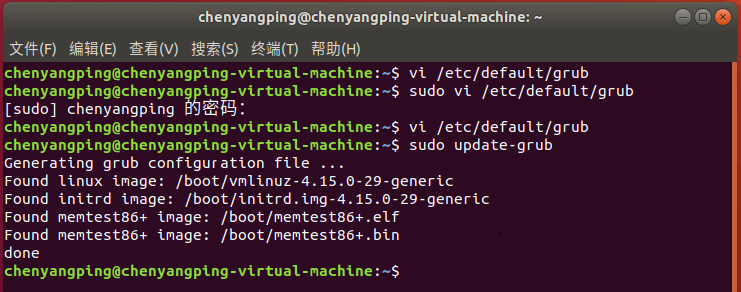 chenyangping@chenyangping-virtual-machine: ~
文件(F) 编辑(E) 查看(V) 搜索(S) 终端(T) 帮助(H)
chenyangping@chenyangping-virtual-machine:~$ vi /etc/default/grub
chenyangping@chenyangping-virtual-machine:~$ sudo vi /etc/default/grub
[sudo] chenyangping 的密码：
chenyangping@chenyangping-virtual-machine:~$ vi /etc/default/grub
chenyangping@chenyangping-virtual-machine:~$ sudo update-grub
Generating grub configuration file ...
Found linux image: /boot/vmlinuz-4.15.0-29-generic
Found initrd image: /boot/initrd.img-4.15.0-29-generic
Found memtest86+ image: /boot/memtest86+.elf
Found memtest86+ image: /boot/memtest86+.bin
done
chenyangping@chenyangping-virtual-machine:~$